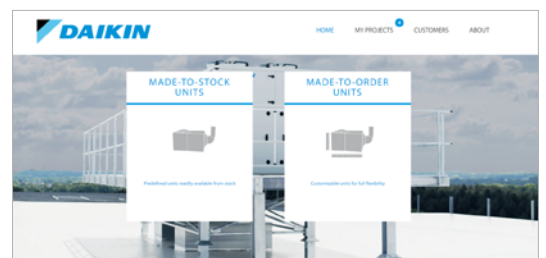 DAIKIN
HOME MY PROJECTS 4 CUSTOMERS ABOUT
MADE-TO-STOCK
UNITS
Predefined units readily available from stock
MADE-TO-ORDER
UNITS
Customizable units for full flexibility